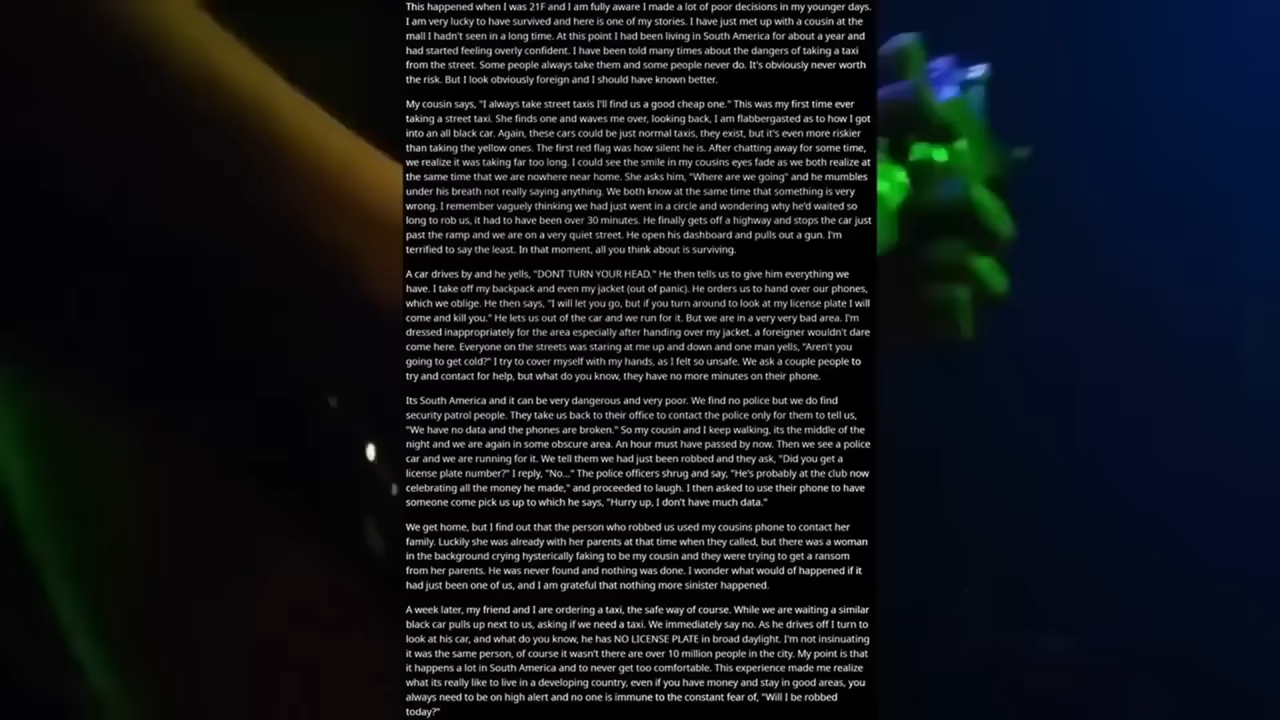 This happened when I was 21F and I am fully aware I made a lot of poor decisions in my younger days.
I am very lucky to have survived and here is one of my stories. I have just met up with a cousin at the
mall I hadn't seen in a long time. At this point I had been living in South America for about a year and
had started feeling overly confident. I have been told many times about the dangers of taking a taxi
from the street. Some people always take them and some people never do. It's obviously never worth
the risk. But I look obviously foreign and I should have known better.
My cousin says, "I always take street taxis I'll find us a good cheap one." This was my first time ever
taking a street taxi. She finds one and waves me over, looking back, I am flabbergasted as to how I got
into an all black car. Again, these cars could be just normal taxis, they exist, but it's even more riskier
than taking the yellow ones. The first red flag was how silent he is. After chatting away for some time,
we realize it was taking far too long. I could see the smile in my cousins eyes fade as we both realize at
the same time that we are nowhere near home. She asks him, "Where are we going" and he mumbles
under his breath not really saying anything. We both know at the same time that something is very
wrong. I remember vaguely thinking we had just went in a circle and wondering why he'd waited so
long to rob us, it had to have been over 30 minutes. He finally gets off a highway and stops the car just
past the ramp and we are on a very quiet street. He open his dashboard and pulls out a gun. I'm
terrified to say the least. In that moment, all you think about is surviving.
A car drives by and he yells, "DONT TURN YOUR HEAD." He then tells us to give him everything we
have. I take off my backpack and even my jacket (out of panic). He orders us to hand over our phones,
which we oblige. He then says, "I will let you go, but if you turn around to look at my license plate I will
come and kill you." He lets us out of the car and we run for it. But we are in a very very bad area. I'm
dressed inappropriately for the area especially after handing over my jacket. a foreigner wouldn't dare
come here. Everyone on the streets was staring at me up and down and one man yells, "Aren't you
going to get cold?" I try to cover myself with my hands, as I felt so unsafe. We ask a couple people to
try and contact for help, but what do you know, they have no more minutes on their phone.
Its South America and it can be very dangerous and very poor. We find no police but we do find
security patrol people. They take us back to their office to contact the police only for them to tell us,
"We have no data and the phones are broken." So my cousin and I keep walking, its the middle of the
night and we are again in some obscure area. An hour must have passed by now. Then we see a police
car and we are running for it. We tell them we had just been robbed and they ask, "Did you get a
license plate number?" I reply, "No..." The police officers shrug and say, "He's probably at the club now
celebrating all the money he made," and proceeded to laugh. I then asked to use their phone to have
someone come pick us up to which he says, "Hurry up, I don't have much data."
We get home, but I find out that the person who robbed us used my cousins phone to contact her
family. Luckily she was already with her parents at that time when they called, but there was a woman
in the background crying hysterically faking to be my cousin and they were trying to get a ransom
from her parents. He was never found and nothing was done. I wonder what would of happened if it
had just been one of us, and I am grateful that nothing more sinister happened.
A week later, my friend and I are ordering a taxi, the safe way of course. While we are waiting a similar
black car pulls up next to us, asking if we need a taxi. We immediately say no. As he drives off I turn to
look at his car, and what do you know, he has NO LICENSE PLATE in broad daylight. I'm not insinuating
it was the same person, of course it wasn't there are over 10 million people in the city. My point is that
it happens a lot in South America and to never get too comfortable. This experience made me realize
what its really like to live in a developing country, even if you have money and stay in good areas, you
always need to be on high alert and no one is immune to the constant fear of, "Will I be robbed
today?"